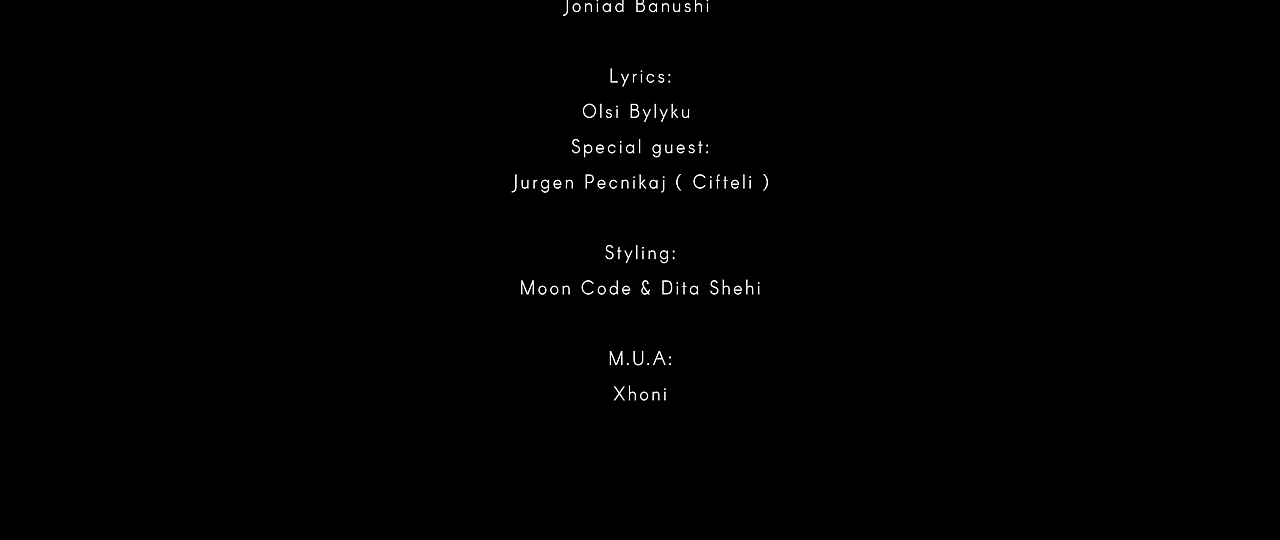 Joniad Banushi
Lyrics:
Olsi Bylyku
Special guest:
Jurgen Pecnikaj ( Cifteli )
Styling:
Moon Code & Dita Shehi
M.U.A:
Xhoni